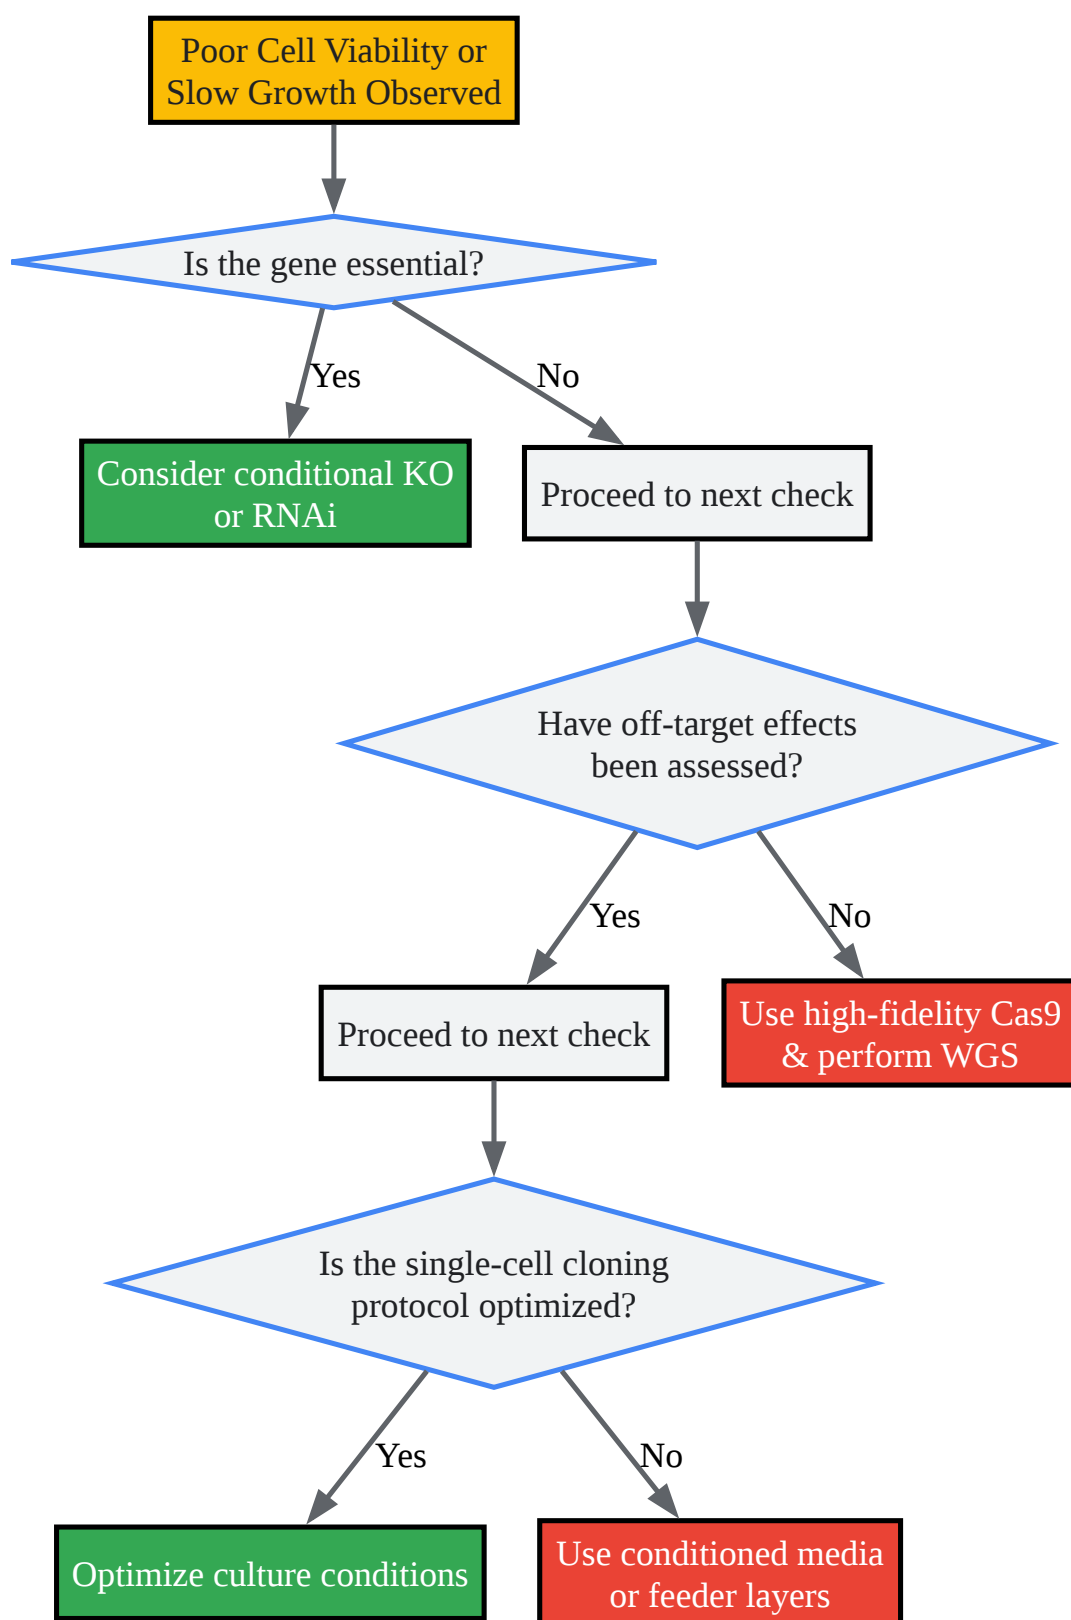 Poor Cell Viability or
Slow Growth Observed
Is the gene essential?
Yes
No
Consider conditional KO
or RNAi
Proceed to next check
Have off-target effects
been assessed?
Yes
No
Proceed to next check
Use high-fidelity Cas9
& perform WGS
Is the single-cell cloning
protocol optimized?
Yes
No
Optimize culture conditions
Use conditioned media
or feeder layers